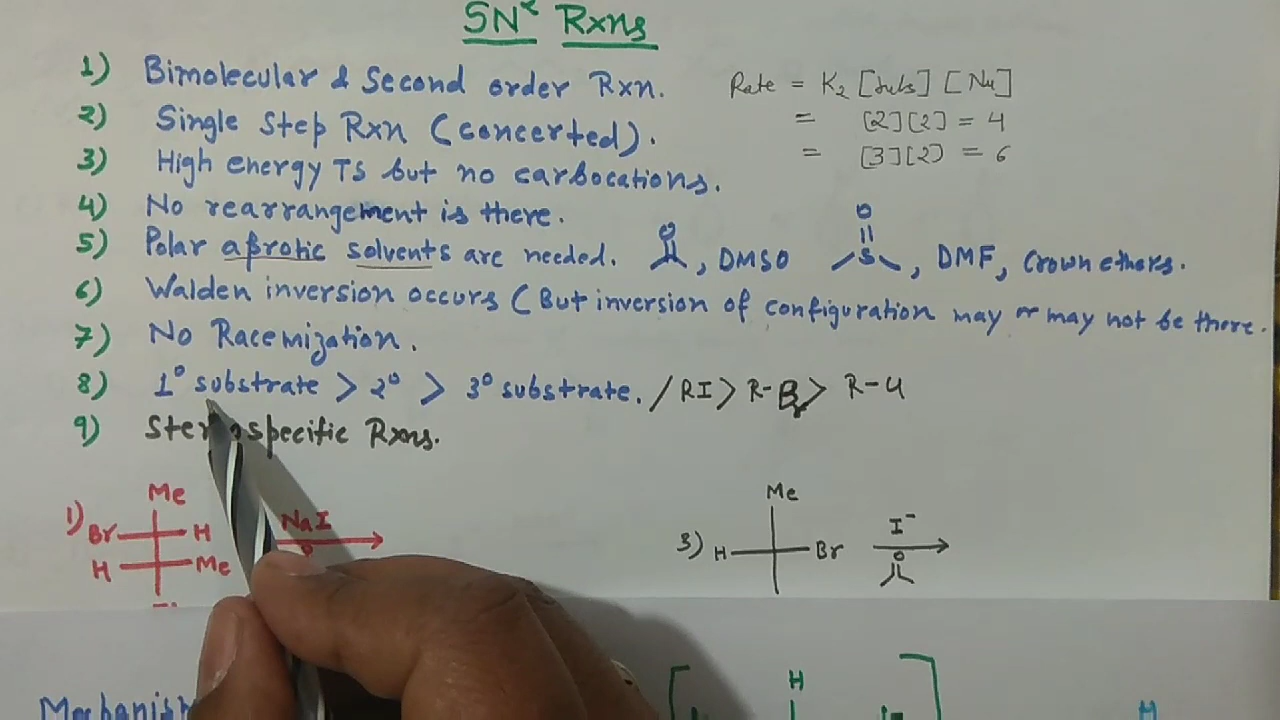 SN² Rxns
1) Bimolecular & Second order Rxn. Rate = K₂ [subs] [Nu]
2) Single Step Rxn (concerted). = [2][2] = 4
3) High energy TS but no carbocations. = [3][2] = 6
4) No rearrangement is there.
5) Polar aprotic solvents are needed. O, DMSO O S, DMF, Crown ethers.
6) Walden inversion occurs (But inversion of configuration may or may not be there.
7) No Racemization.
8) 1° substrate > 2° > 3° substrate. / RI > R-Br > R-Cl
9) Specific Rxns.
1) Me Br H H Me NaI
3) Me H Br I⁻ O
Mechanis
H H